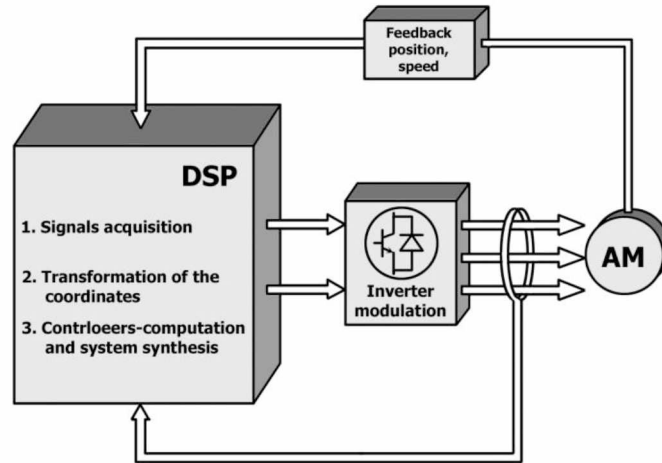 Feedback
position,
speed
DSP
1. Signals acquisition
2. Transformation of the
coordinates
3. Contrloeers-computation
and system synthesis
Inverter
modulation
AM